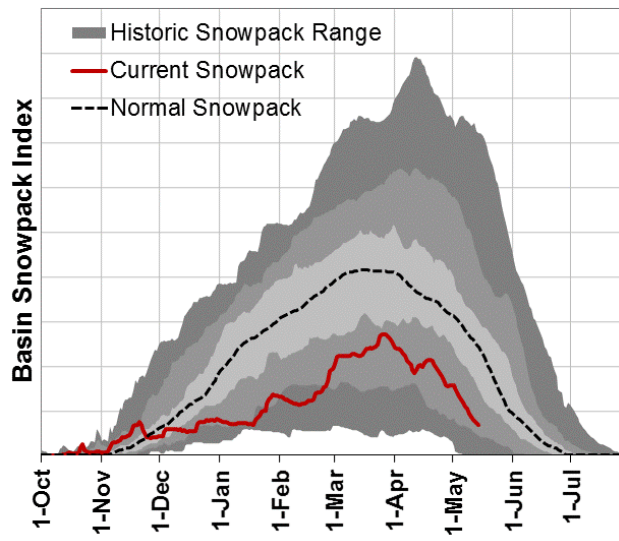 Historic Snowpack Range
Current Snowpack
Normal Snowpack
Basin Snowpack Index
1-Oct
1-Nov
1-Dec
1-Jan
1-Feb
1-Mar
1-Apr
1-May
1-Jun
1-Jul